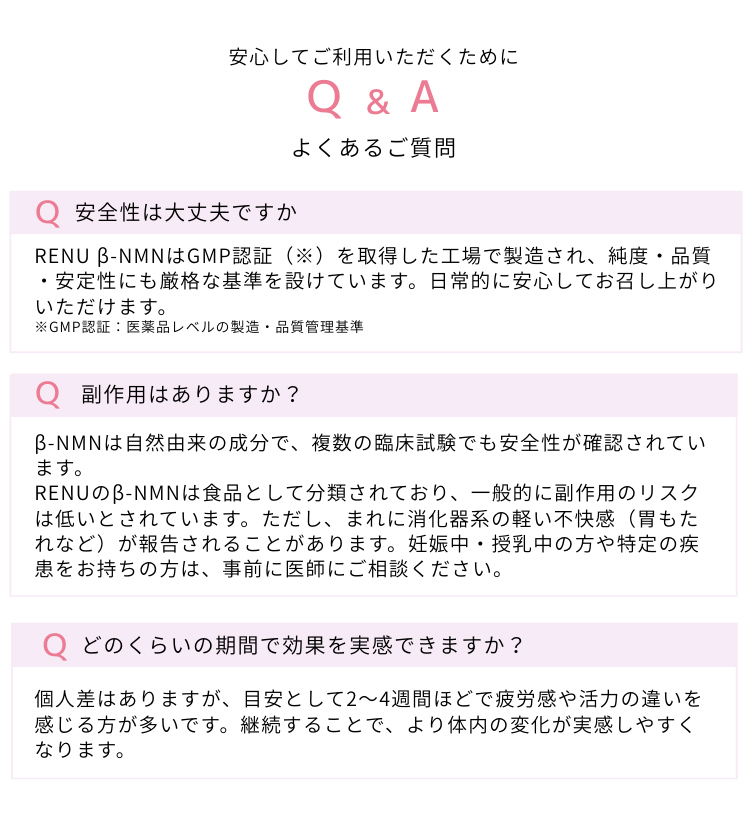 安心してご利用いただくために
Q & A
よくあるご質問
Q 安全性は大丈夫ですか
RENU β-NMNはGMP認証（※）を取得した工場で製造され、純度・品質
・安定性にも厳格な基準を設けています。日常的に安心してお召し上がり
いただけます。
※GMP認証：医薬品レベルの製造・品質管理基準
Q 副作用はありますか？
β-NMNは自然由来の成分で、複数の臨床試験でも安全性が確認されてい
ます。
RENUのβ-NMNは食品として分類されており、一般的に副作用のリスク
は低いとされています。ただし、まれに消化器系の軽い不快感（胃もた
れなど）が報告されることがあります。妊娠中・授乳中の方や特定の疾
患をお持ちの方は、事前に医師にご相談ください。
Q どのくらいの期間で効果を実感できますか？
個人差はありますが、目安として2〜4週間ほどで疲労感や活力の違いを
感じる方が多いです。継続することで、より体内の変化が実感しやすく
なります。